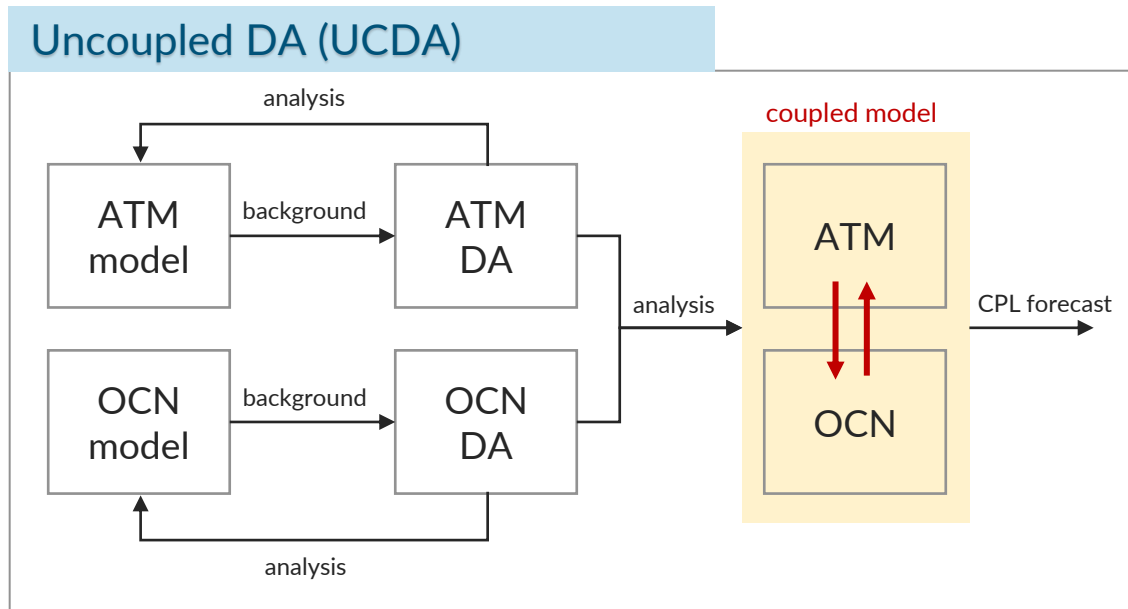 Uncoupled DA (UCDA)
analysis
ATM
model
background
ATM
DA
OCN
model
background
OCN
DA
analysis
analysis
coupled model
ATM
OCN
CPL forecast